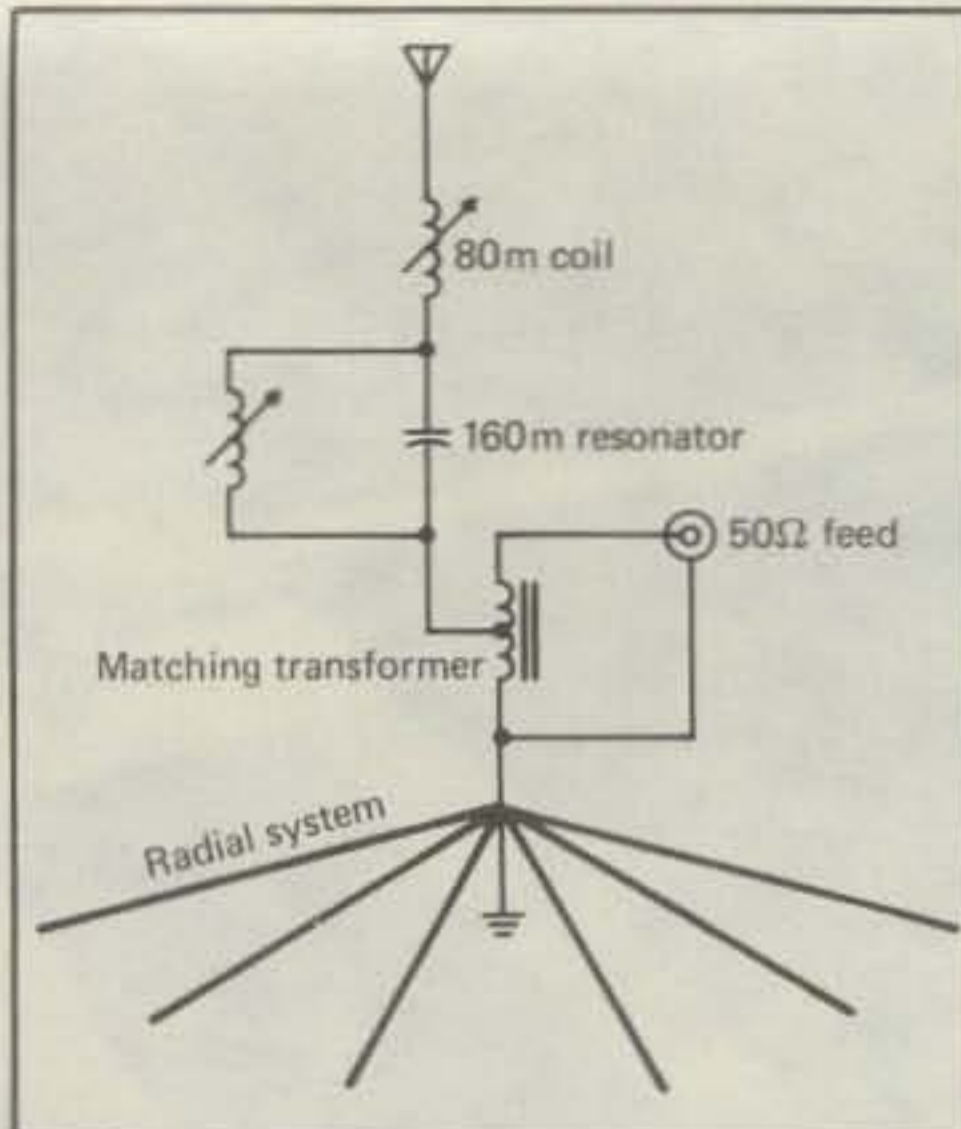 80m coil
160m resonator
50Ω feed
Matching transformer
Radial system